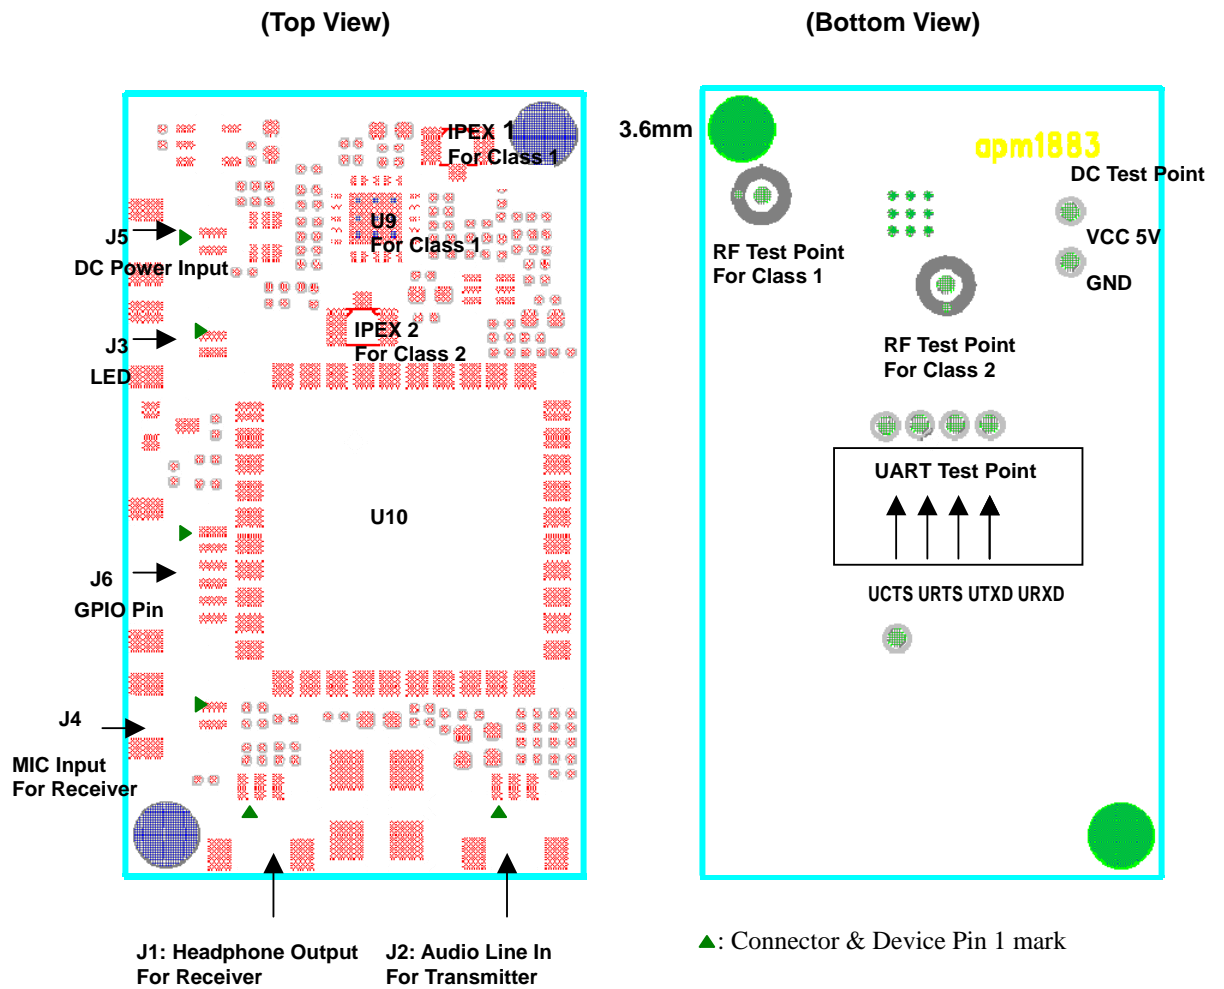 (Top View)
(Bottom View)
IPEX 1
For Class 1
U9
For Class 1
J5
DC Power Input
IPEX 2
For Class 2
J3
LED
U10
J6
GPIO Pin
J4
MIC Input
For Receiver
J1: Headphone Output
For Receiver
J2: Audio Line In
For Transmitter
3.6mm
apm1883
DC Test Point
VCC 5V
GND
RF Test Point
For Class 1
RF Test Point
For Class 2
UART Test Point
UCTS URTS UTXD URXD
: Connector & Device Pin 1 mark